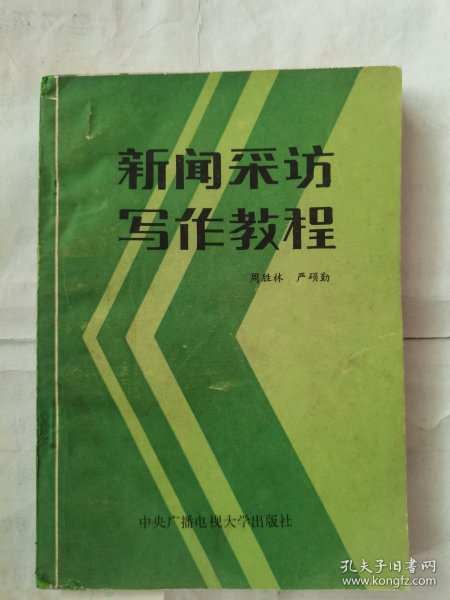 新闻采访
写作教程
周胜林 严硕勤
中央广播电视大学出版社
孔夫子旧书网
www.kongfz.com